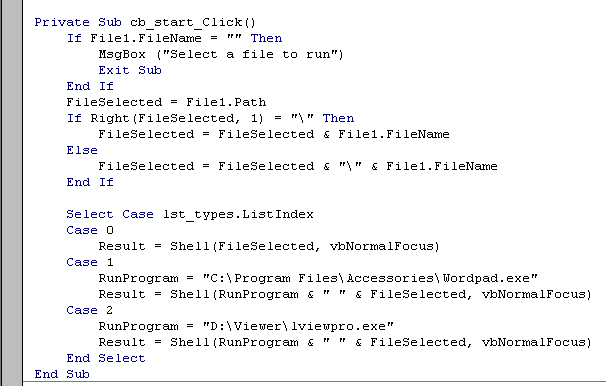 Private Sub cb_start_Click()
If File1.FileName = "" Then
MsgBox ("Select a file to run")
Exit Sub
End If
FileSelected = File1.Path
If Right(FileSelected, 1) = "\" Then
FileSelected = FileSelected & File1.FileName
Else
FileSelected = FileSelected & "\" & File1.FileName
End If
Select Case lst_types.ListIndex
Case 0
Result = Shell(FileSelected, vbNormalFocus)
Case 1
RunProgram = "C:\Program Files\Accessories\Wordpad.exe"
Result = Shell(RunProgram & " " & FileSelected, vbNormalFocus)
Case 2
RunProgram = "D:\Viewer\lviewpro.exe"
Result = Shell(RunProgram & " " & FileSelected, vbNormalFocus)
End Select
End Sub